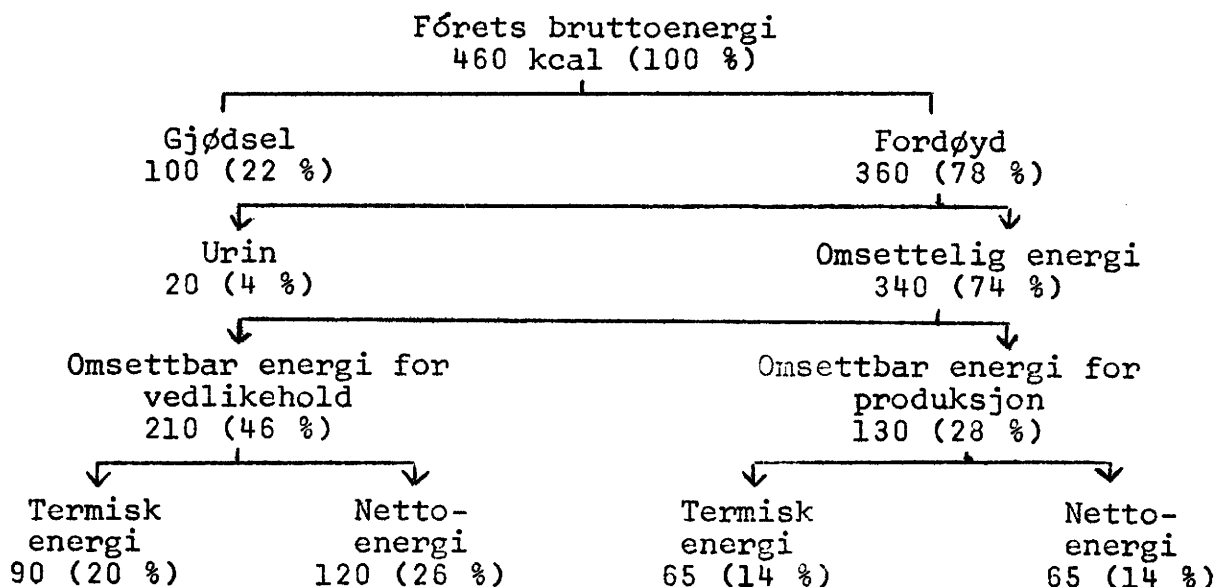 Fórets bruttoenergi
460 kcal (100 %)
Gjødsel
100 (22 %)
Fordøyd
360 (78 %)
Urin
20 (4 %)
Omsettelig energi
340 (74 %)
Omsettbar energi for
vedlikehold
210 (46 %)
Omsettbar energi for
produksjon
130 (28 %)
Termisk
energi
90 (20 %)
Netto-
energi
120 (26 %)
Termisk
energi
65 (14 %)
Netto-
energi
65 (14 %)